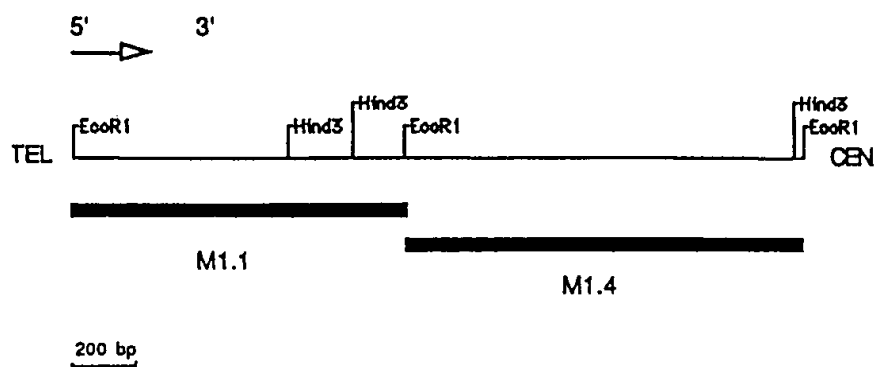 5' 3'
Hind3 Hind3
EcoR1 Hind3 EcoR1 EcoR1
TEL CEN
M1.1
M1.4
200 bp